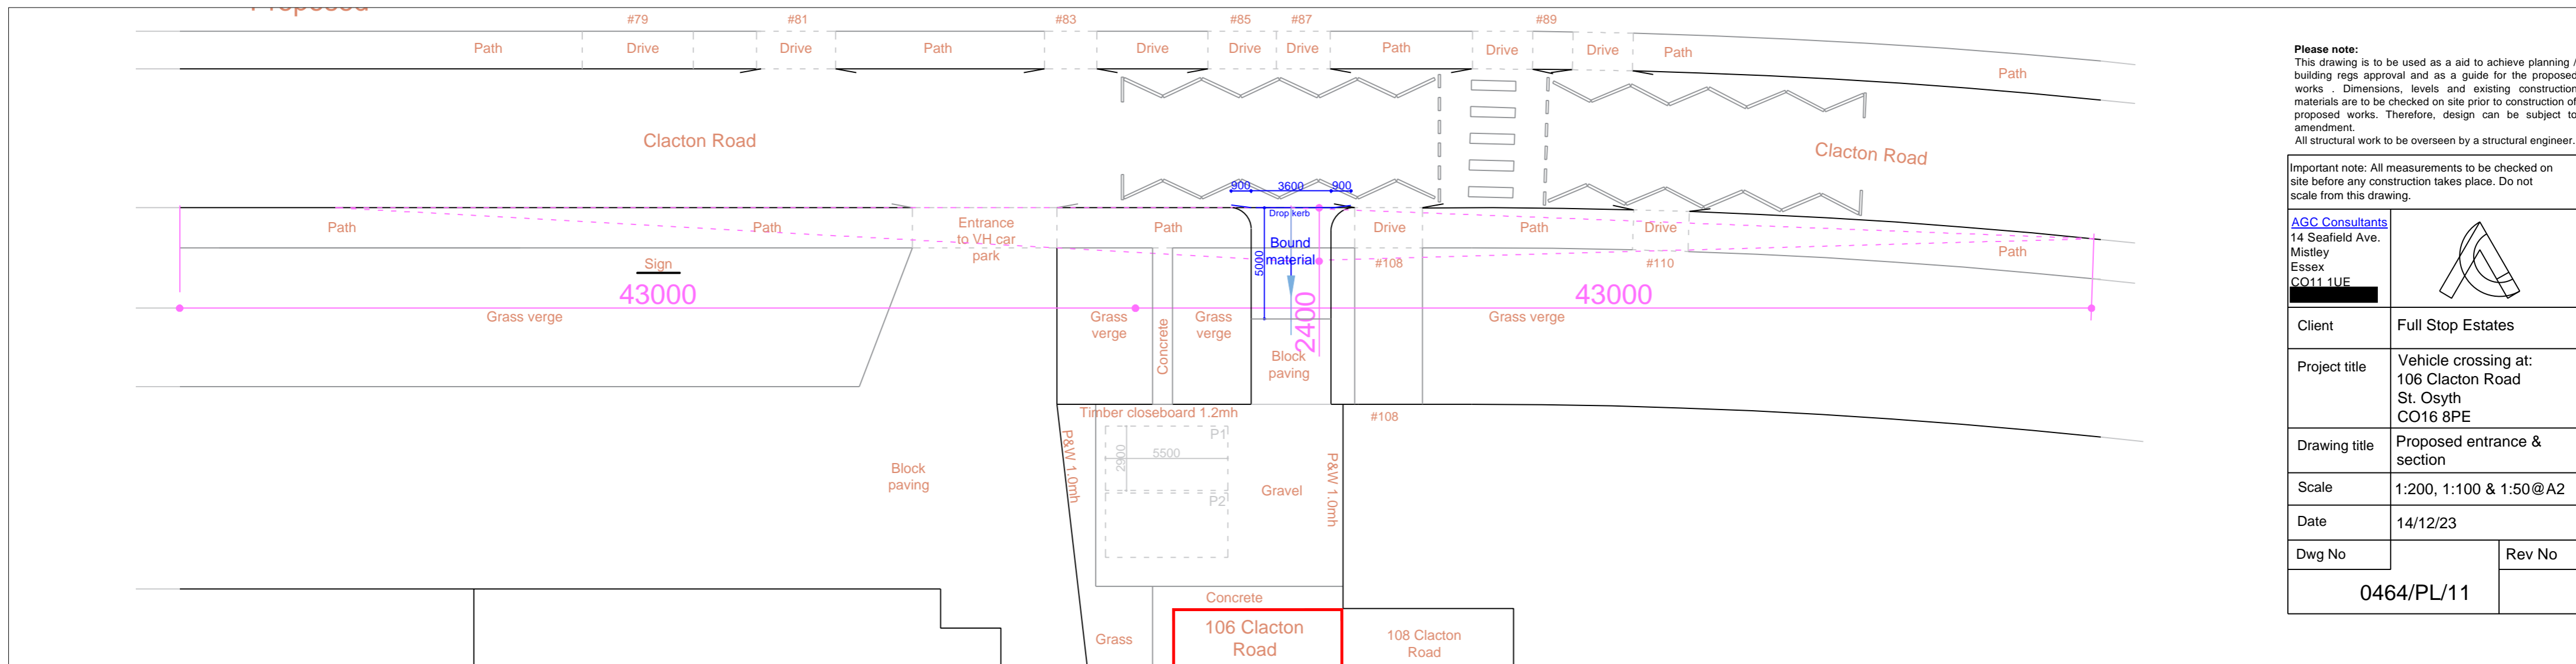 Proposed
#79
#81
#83
#85
#87
#89
Path
Drive
Drive
Path
Drive
Drive
Drive
Path
Drive
Drive
Path
Path
Clacton Road
Clacton Road
900
3600
900
Drop kerb
Path
Path
Entrance
to VH car
park
Path
Bound
material
5000
Drive
Path
Drive
Path
#108
#110
Sign
43000
43000
2400
Grass verge
Grass
verge
Concrete
Grass
verge
Grass verge
Block
paving
Timber closeboard 1.2mh
#108
P&W 1.0mh
P1
2900
5500
P2
Gravel
P&W 1.0mh
Block
paving
Concrete
Grass
106 Clacton
Road
108 Clacton
Road
Please note:
This drawing is to be used as a aid to achieve planning /
building regs approval and as a guide for the proposed
works . Dimensions, levels and existing construction
materials are to be checked on site prior to construction of
proposed works. Therefore, design can be subject to
amendment.
All structural work to be overseen by a structural engineer.
Important note: All measurements to be checked on
site before any construction takes place. Do not
scale from this drawing.
AGC Consultants
14 Seafield Ave.
Mistley
Essex
CO11 1UE
Client
Full Stop Estates
Project title
Vehicle crossing at:
106 Clacton Road
St. Osyth
CO16 8PE
Drawing title
Proposed entrance &
section
Scale
1:200, 1:100 & 1:50@A2
Date
14/12/23
Dwg No
Rev No
0464/PL/11